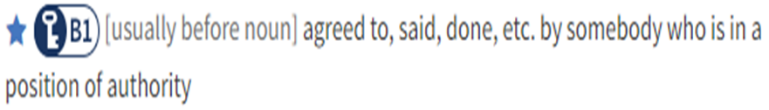 B1 [usually before noun] agreed to, said, done, etc. by somebody who is in a
position of authority